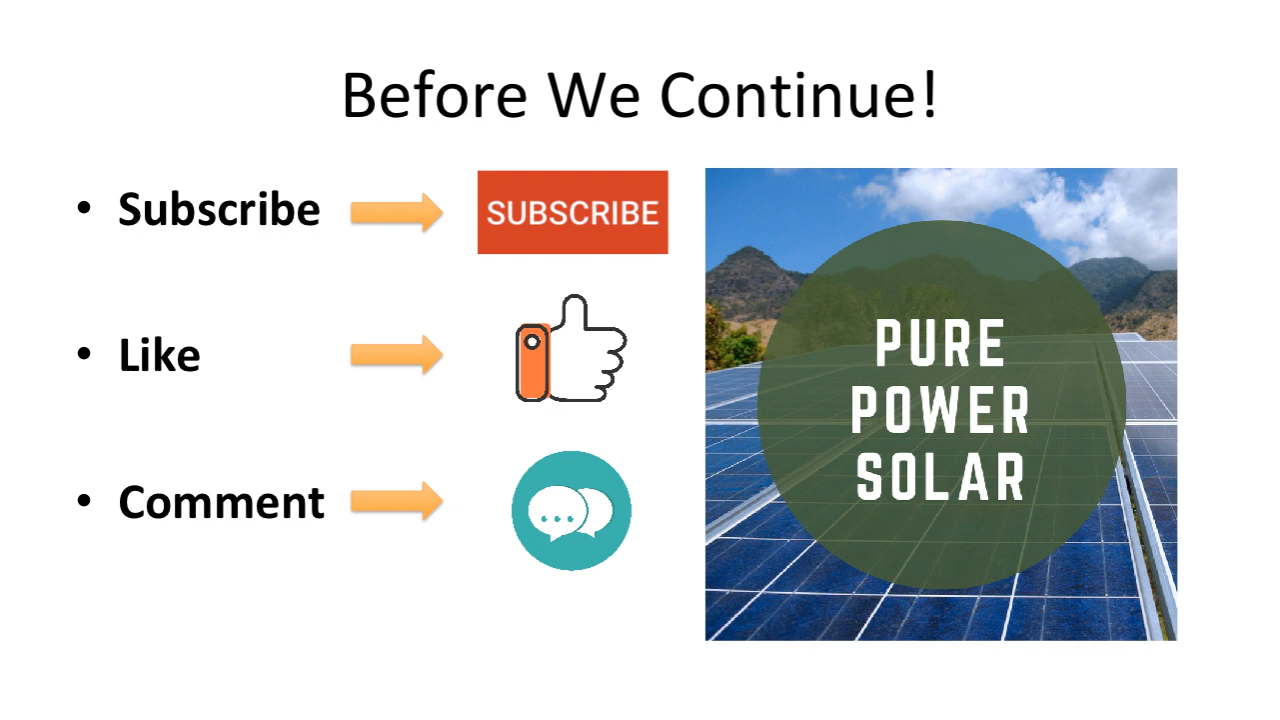 Before We Continue!
• Subscribe
SUBSCRIBE
• Like
• Comment
PURE
POWER
SOLAR